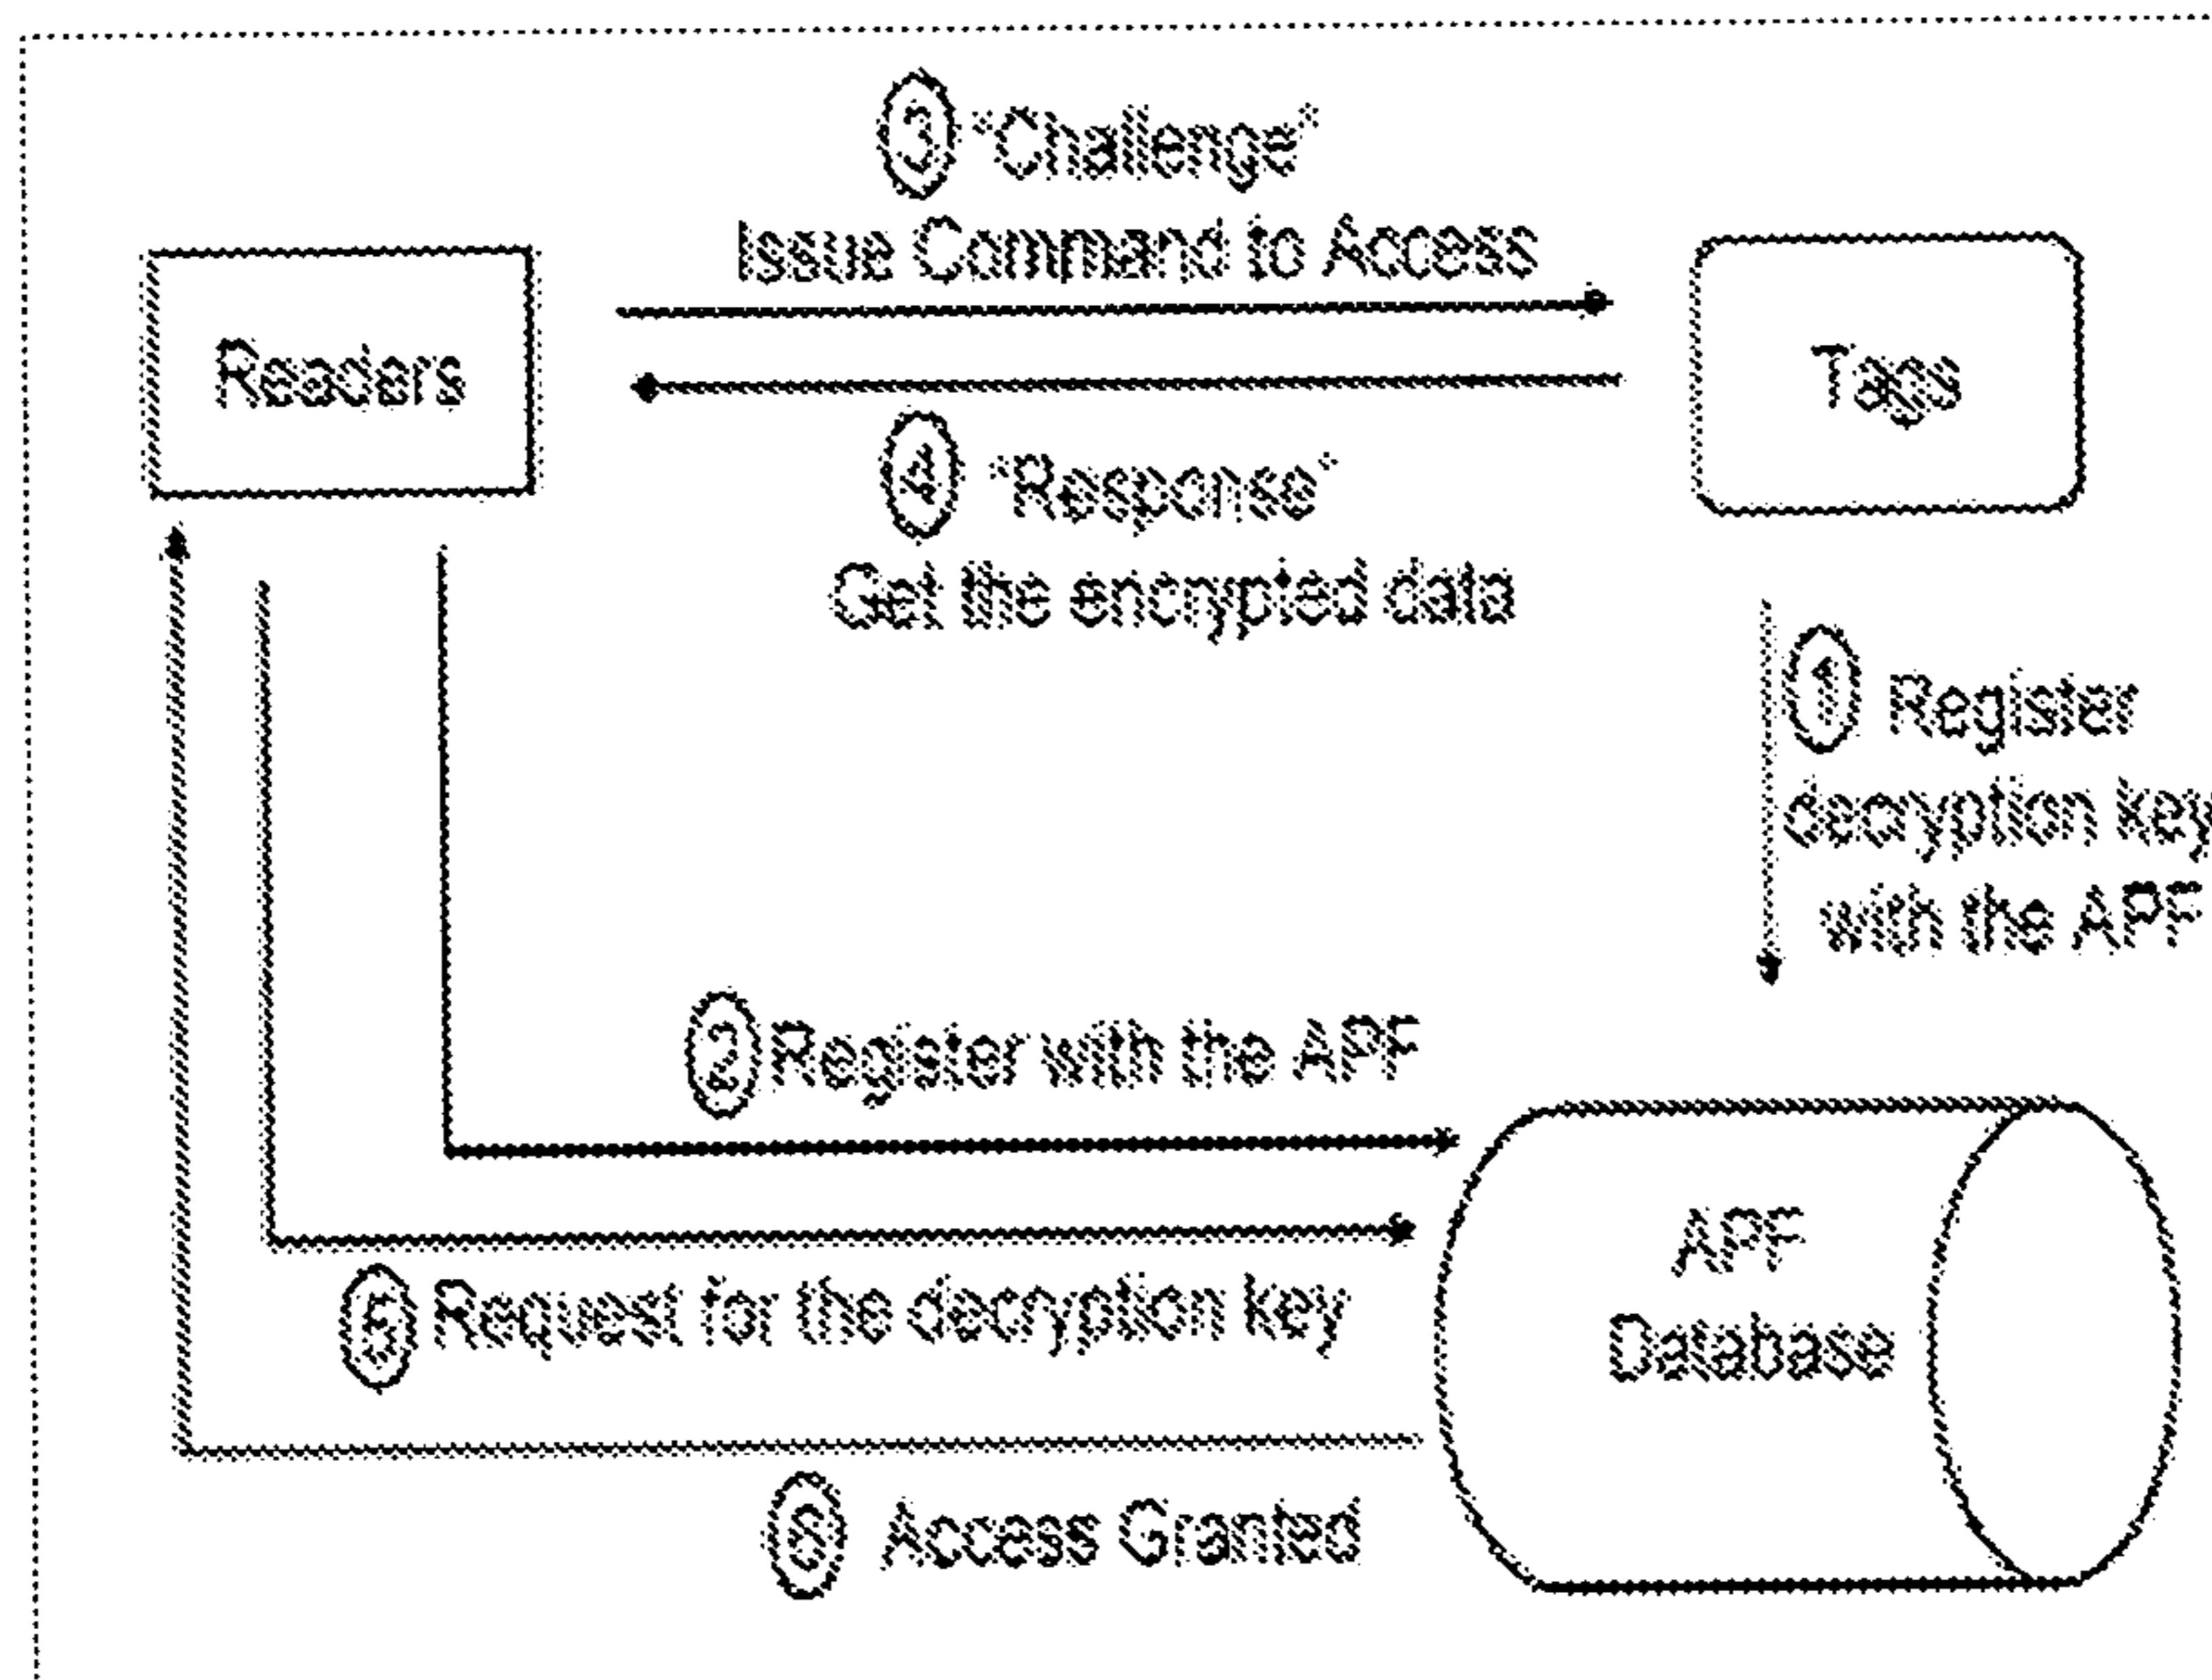 ③ "Challenge"
Issue Command to Access
Readers
Tags
④ "Response"
Get the encrypted data
① Register
decryption key
with the APF
② Register with the APF
APF
Database
⑤ Request for the decryption key
⑥ Access Granted